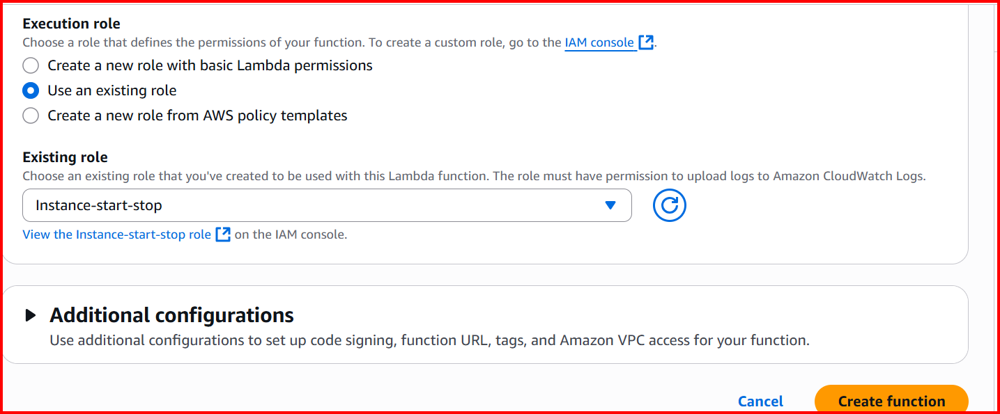 Execution role
Choose a role that defines the permissions of your function. To create a custom role, go to the IAM console.
Create a new role with basic Lambda permissions
Use an existing role
Create a new role from AWS policy templates
Existing role
Choose an existing role that you've created to be used with this Lambda function. The role must have permission to upload logs to Amazon CloudWatch Logs.
Instance-start-stop
View the Instance-start-stop role on the IAM console.
Additional configurations
Use additional configurations to set up code signing, function URL, tags, and Amazon VPC access for your function.
Cancel Create function